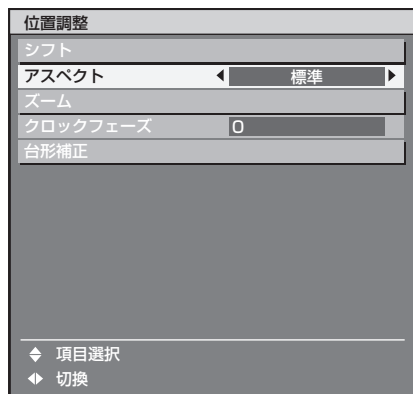 位置調整
シフト
アスペクト 標準
ズーム
クロックフェーズ 0
台形補正
項目選択
切換